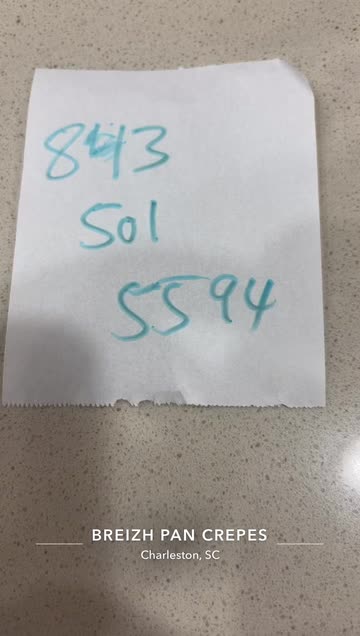 843
501
5594
BREIZH PAN CREPES
Charleston, SC